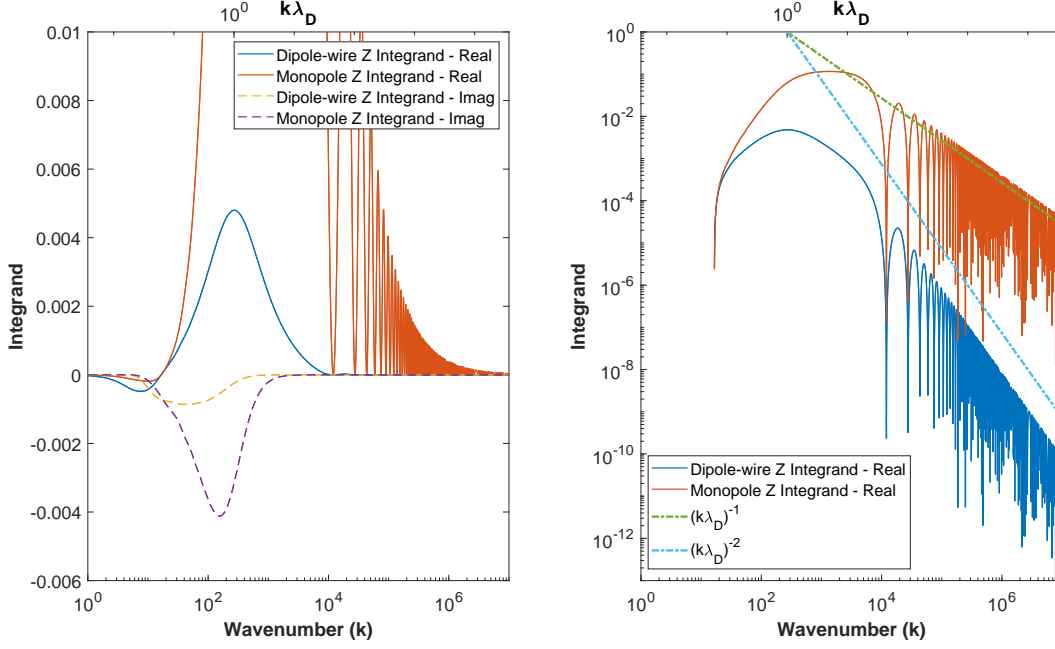 10^0
kλ_D
0.01
0.008
0.006
0.004
0.002
0
-0.002
-0.004
-0.006
Integrand
Dipole-wire Z Integrand - Real
Monopole Z Integrand - Real
Dipole-wire Z Integrand - Imag
Monopole Z Integrand - Imag
10^0
10^2
10^4
10^6
Wavenumber (k)
10^0
kλ_D
10^0
10^-2
10^-4
10^-6
10^-8
10^-10
10^-12
Integrand
Dipole-wire Z Integrand - Real
Monopole Z Integrand - Real
(kλ_D)^-1
(kλ_D)^-2
10^0
10^2
10^4
10^6
Wavenumber (k)